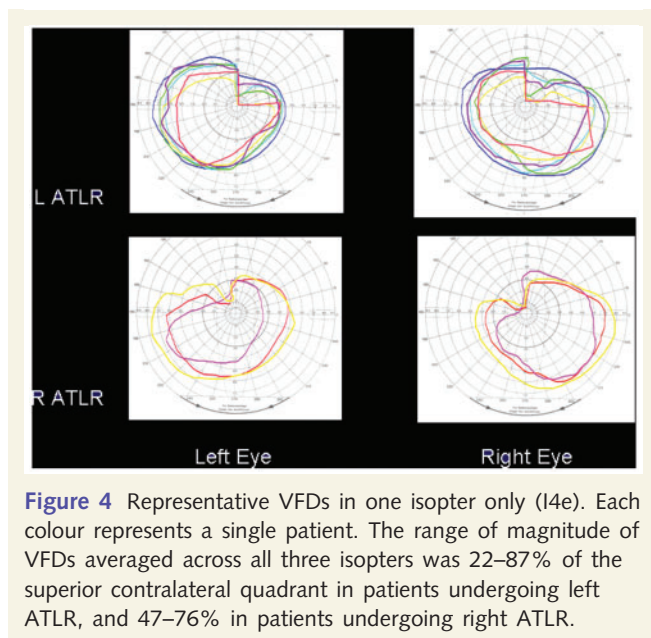 L ATLR
R ATLR
Left Eye
Right Eye
Figure 4 Representative VFDs in one isopter only (I4e). Each
colour represents a single patient. The range of magnitude of
VFDs averaged across all three isopters was 22–87% of the
superior contralateral quadrant in patients undergoing left
ATLR, and 47–76% in patients undergoing right ATLR.